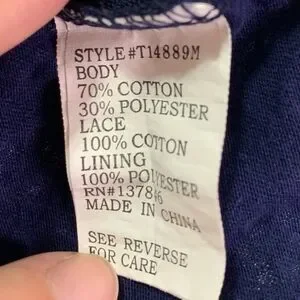 STYLE#T14889M
BODY
70% COTTON
30% POLYESTER
LACE
100% COTTON
LINING
100% POLYESTER
RN#137846
MADE IN CHINA
SEE REVERSE
FOR CARE